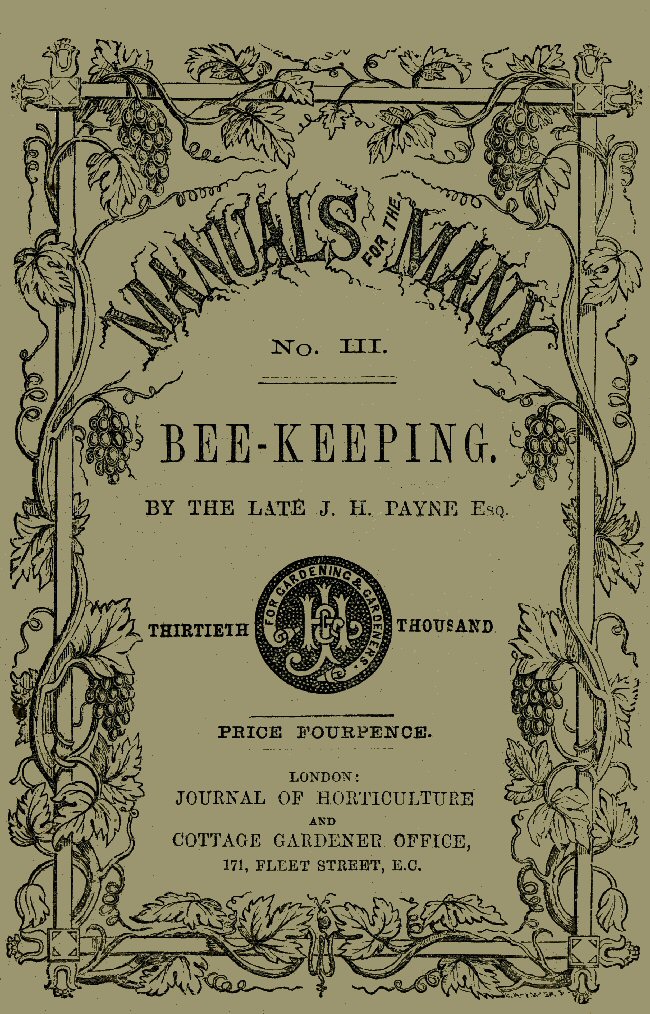 MANUALS FOR THE MANY
No. III.
BEE-KEEPING.
BY THE LATE J. H. PAYNE Esq.
FOR GARDENING & GARDENERS
THIRTIETH THOUSAND
PRICE FOURPENCE.
LONDON:
JOURNAL OF HORTICULTURE
AND
COTTAGE GARDENER OFFICE,
171, FLEET STREET, E.C.